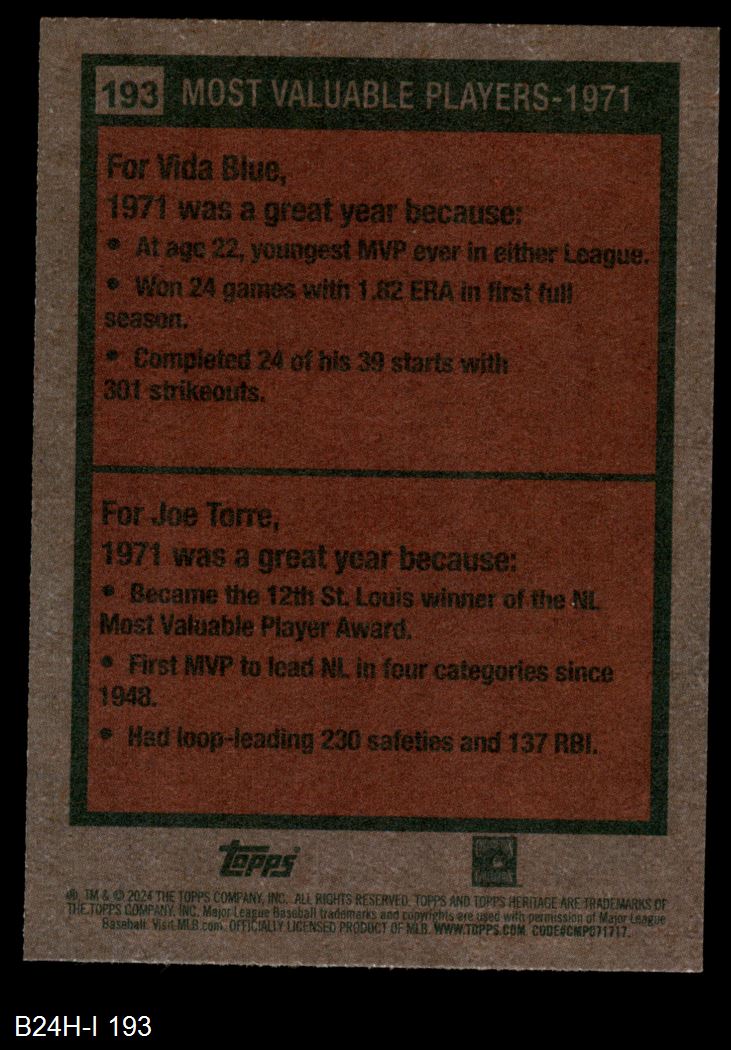 193 MOST VALUABLE PLAYERS-1971
For Vida Blue,
1971 was a great year because:
• At age 22, youngest MVP ever in either League.
• Won 24 games with 1.82 ERA in first full
season.
• Completed 24 of his 39 starts with
301 strikeouts.
For Joe Torre,
1971 was a great year because:
• Became the 12th St. Louis winner of the NL
Most Valuable Player Award.
• First MVP to lead NL in four categories since
1948.
• Had loop-leading 230 safeties and 137 RBI.
Topps
®, TM & © 2024 THE TOPPS COMPANY, INC. ALL RIGHTS RESERVED. TOPPS AND TOPPS HERITAGE ARE TRADEMARKS OF
THE TOPPS COMPANY, INC. Major League Baseball trademarks and copyrights are used with permission of Major League
Baseball. Visit MLB.com. OFFICIALLY LICENSED PRODUCT OF MLB. WWW.TOPPS.COM CODE#CMP071717.
B24H-I 193